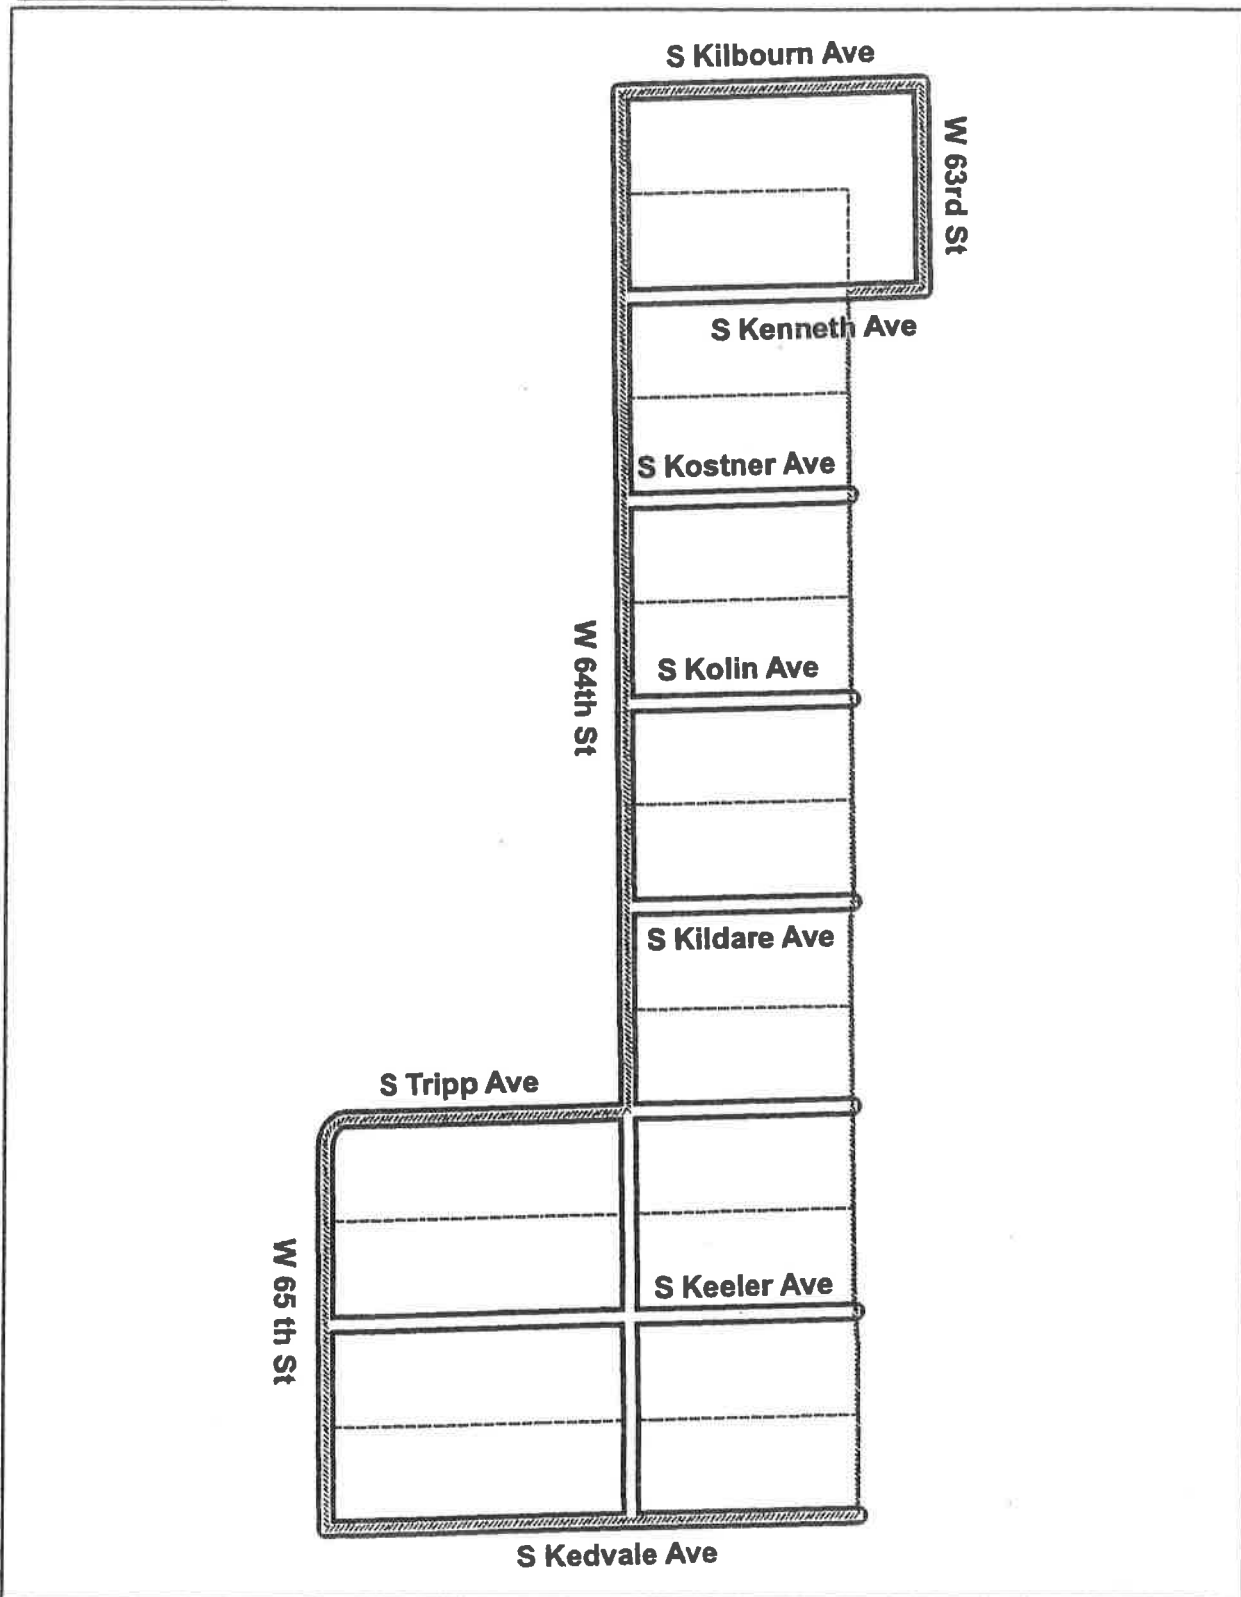 S Kilbourn Ave
W 63rd St
S Kenneth Ave
S Kostner Ave
W 64th St
S Kolin Ave
S Kildare Ave
S Tripp Ave
W 65 th St
S Keeler Ave
S Kedvale Ave